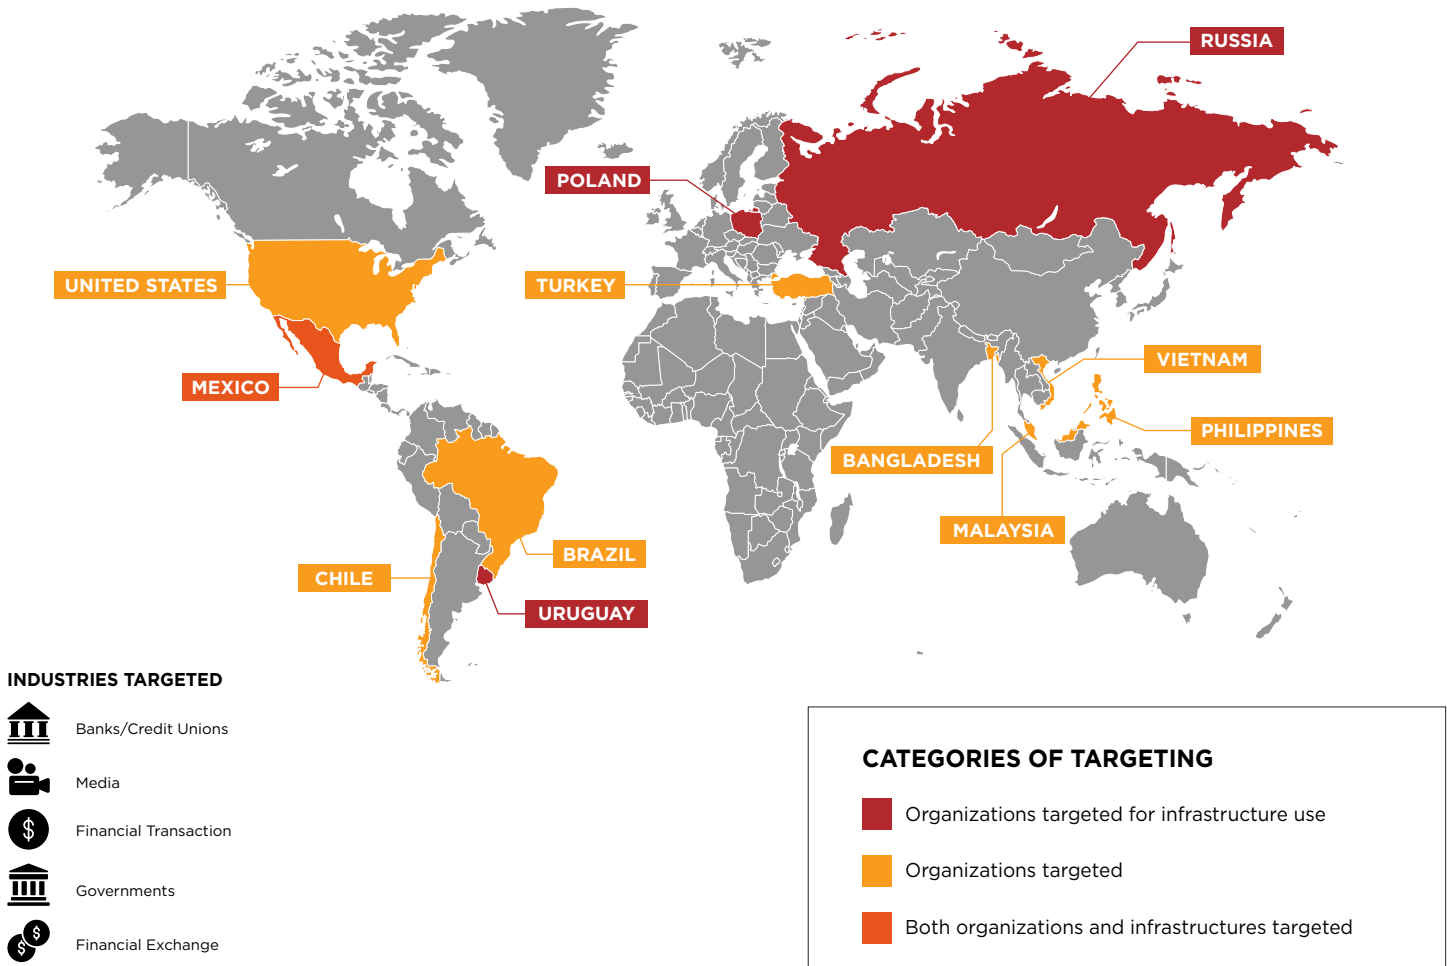 RUSSIA
POLAND
UNITED STATES
TURKEY
VIETNAM
MEXICO
PHILIPPINES
BANGLADESH
MALAYSIA
BRAZIL
CHILE
URUGUAY
INDUSTRIES TARGETED
Banks/Credit Unions
Media
$ Financial Transaction
Governments
$ $ Financial Exchange
CATEGORIES OF TARGETING
Organizations targeted for infrastructure use
Organizations targeted
Both organizations and infrastructures targeted